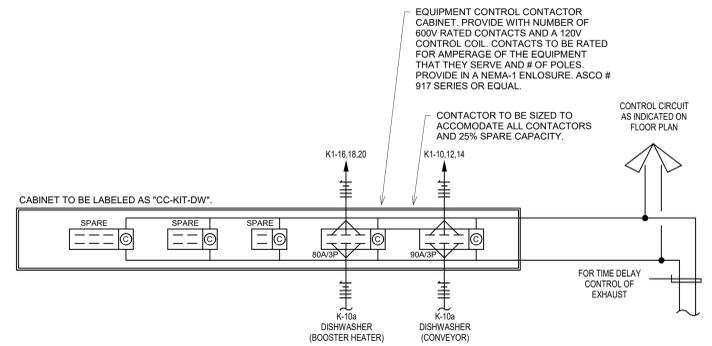 EQUIPMENT CONTROL CONTACTOR
CABINET. PROVIDE WITH NUMBER OF
600V RATED CONTACTS AND A 120V
CONTROL COIL. CONTACTS TO BE RATED
FOR AMPERAGE OF THE EQUIPMENT
THAT THEY SERVE AND # OF POLES.
PROVIDE IN A NEMA-1 ENLOSURE. ASCO #
917 SERIES OR EQUAL.
CONTACTOR TO BE SIZED TO
ACCOMODATE ALL CONTACTORS
AND 25% SPARE CAPACITY.
CONTROL CIRCUIT
AS INDICATED ON
FLOOR PLAN
K1-16,18,20
K1-10,12,14
CABINET TO BE LABELED AS "CC-KIT-DW".
SPARE
SPARE
SPARE
C
C
C
C
C
80A/3P
90A/3P
FOR TIME DELAY
CONTROL OF
EXHAUST
K-10a
DISHWASHER
(BOOSTER HEATER)
K-10a
DISHWASHER
(CONVEYOR)